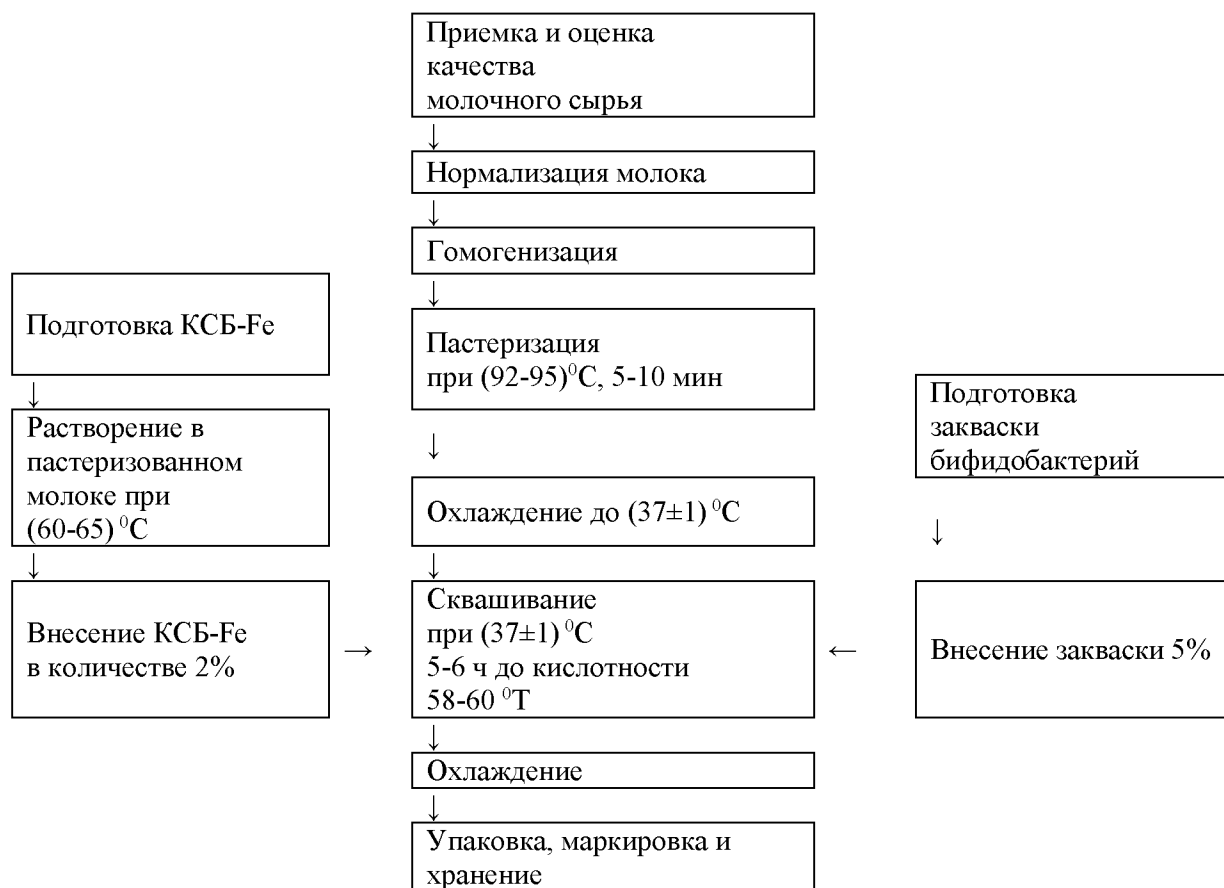 Приемка и оценка
качества
молочного сырья
↓
Нормализация молока
↓
Гомогенизация
↓
Подготовка КСБ-Fe
Пастеризация
при (92-95)⁰С, 5-10 мин
↓
Подготовка
закваски
бифидобактерий
Растворение в
пастеризованном
молоке при
(60-65) ⁰С
↓
Охлаждение до (37±1) ⁰С
↓
↓
↓
Внесение КСБ-Fe
в количестве 2%
→
Сквашивание
при (37±1) ⁰С
5-6 ч до кислотности
58-60 ⁰Т
←
Внесение закваски 5%
↓
Охлаждение
↓
Упаковка, маркировка и
хранение